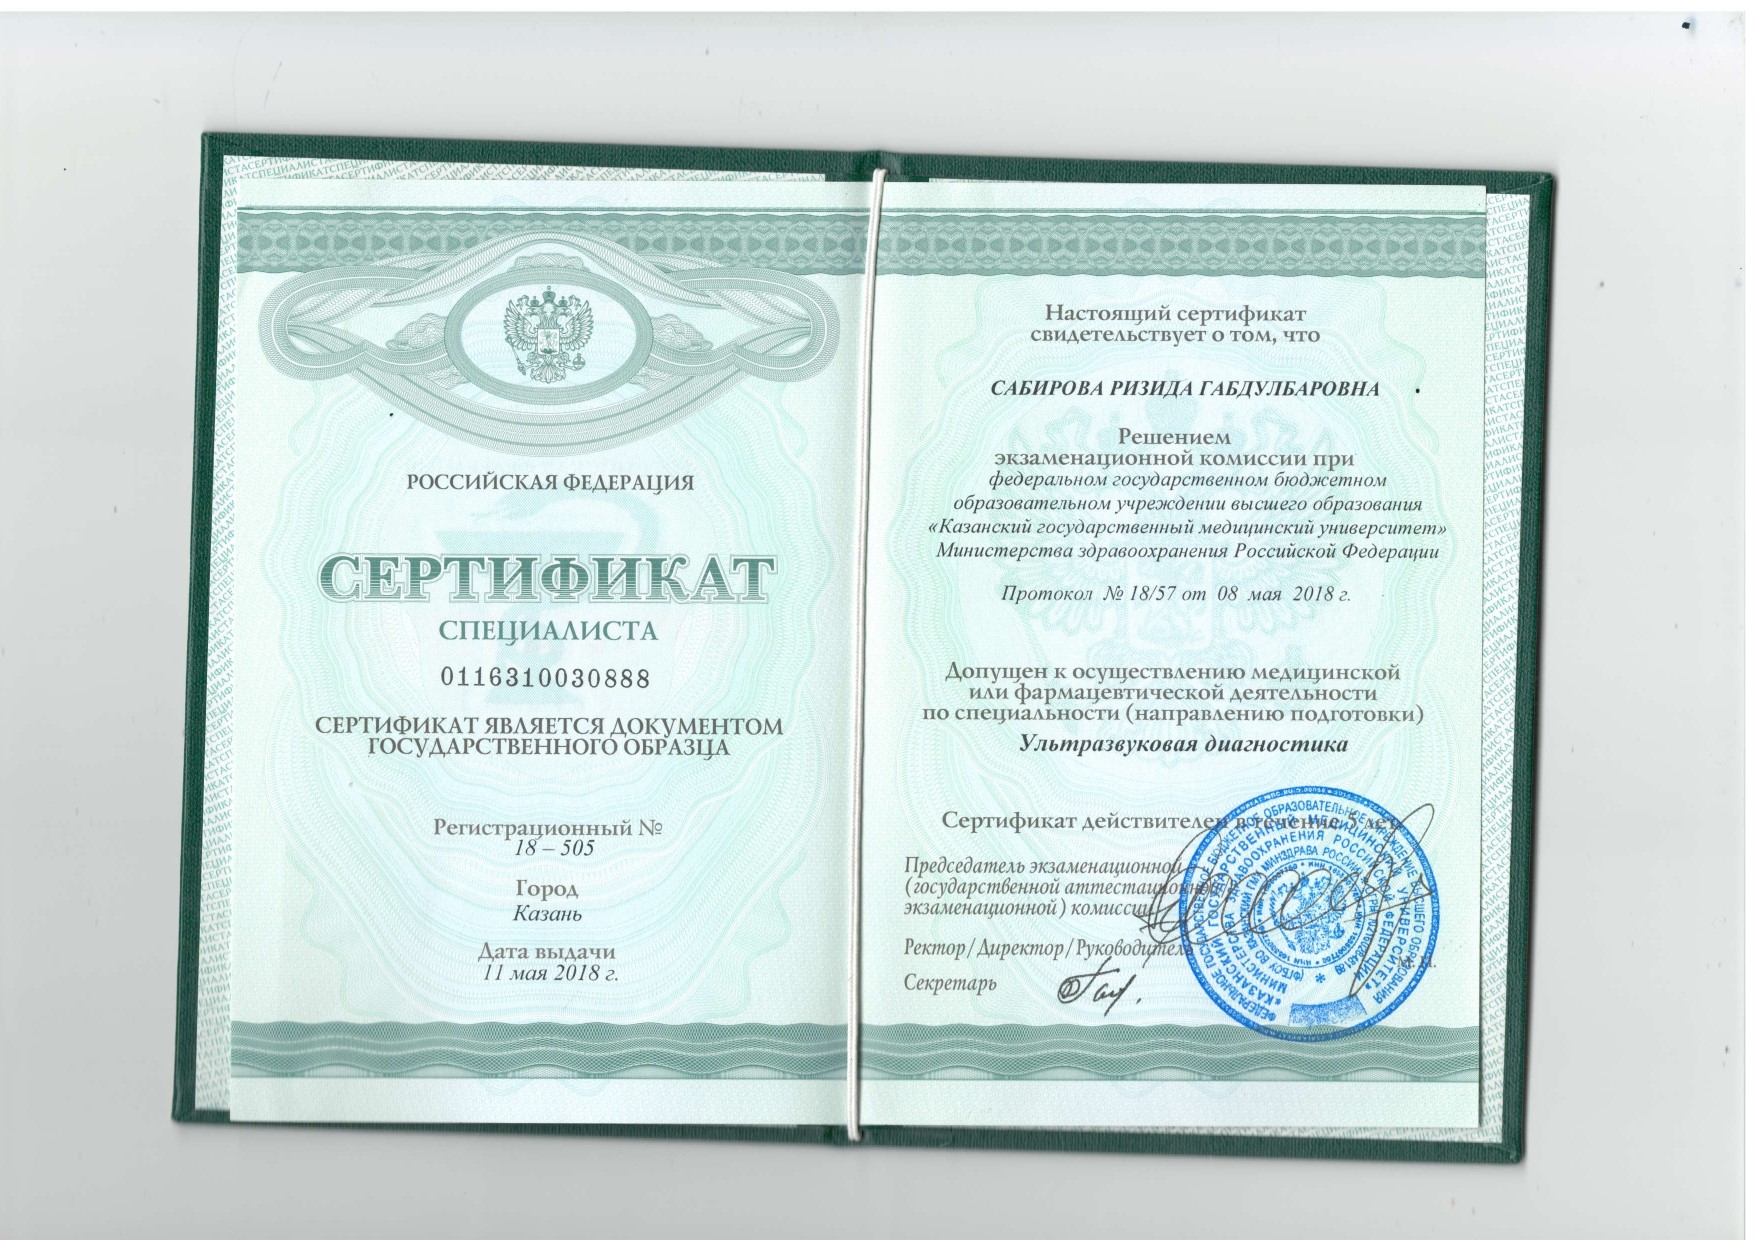 РОССИЙСКАЯ ФЕДЕРАЦИЯ
СЕРТИФИКАТ
СПЕЦИАЛИСТА
0116310030888
СЕРТИФИКАТ ЯВЛЯЕТСЯ ДОКУМЕНТОМ
ГОСУДАРСТВЕННОГО ОБРАЗЦА
Регистрационный №
18 – 505
Город
Казань
Дата выдачи
11 мая 2018 г.
Настоящий сертификат
свидетельствует о том, что
САБИРОВА РИЗИДА ГАБДУЛБАРОВНА
Решением
экзаменационной комиссии при
федеральном государственном бюджетном
образовательном учреждении высшего образования
«Казанский государственный медицинский университет»
Министерства здравоохранения Российской Федерации
Протокол № 18/57 от 08 мая 2018 г.
Допущен к осуществлению медицинской
или фармацевтической деятельности
по специальности (направлению подготовки)
Ультразвуковая диагностика
Сертификат действителен в течение 5 лет
Председатель экзаменационной
(государственной аттестационной
экзаменационной) комиссии
Ректор/Директор/Руководитель
Секретарь